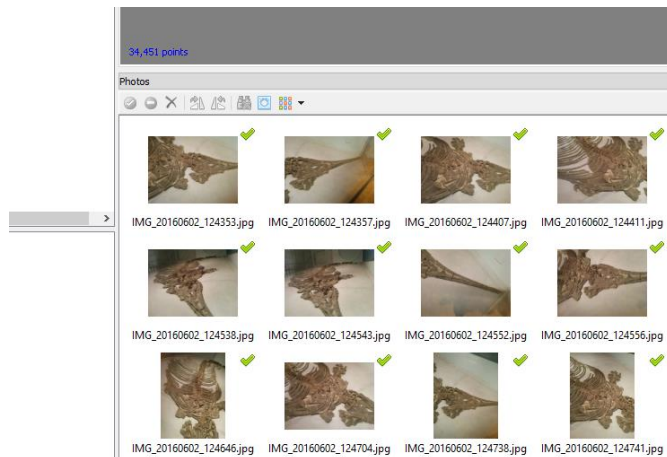 34,451 points
Photos
IMG_20160602_124353.jpg IMG_20160602_124357.jpg IMG_20160602_124407.jpg IMG_20160602_124411.jpg
IMG_20160602_124538.jpg IMG_20160602_124543.jpg IMG_20160602_124552.jpg IMG_20160602_124556.jpg
IMG_20160602_124646.jpg IMG_20160602_124704.jpg IMG_20160602_124738.jpg IMG_20160602_124741.jpg